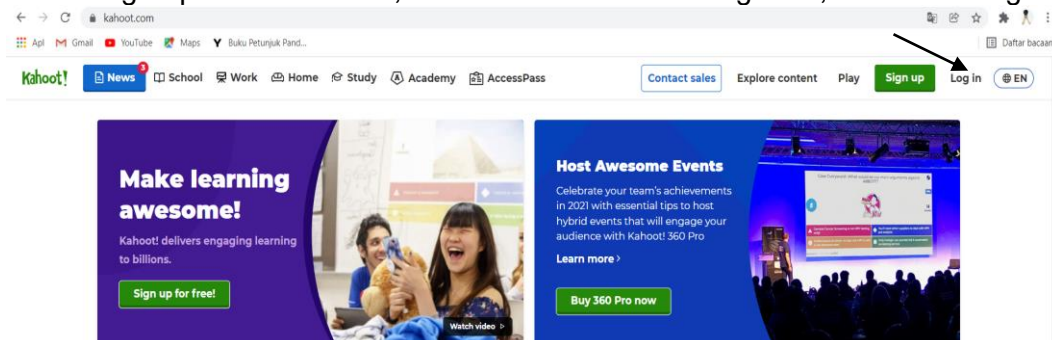 kahoot.com
Apl Gmail YouTube Maps Buku Petunjuk Pand... Daftar bacaan
Kahoot! News 3 School Work Home Study Academy AccessPass Contact sales Explore content Play Sign up Log in EN
Make learning
awesome!
Kahoot! delivers engaging learning
to billions.
Sign up for free!
Watch video
Host Awesome Events
Celebrate your team's achievements
in 2021 with essential tips to host
hybrid events that will engage your
audience with Kahoot! 360 Pro
Learn more ›
Buy 360 Pro now